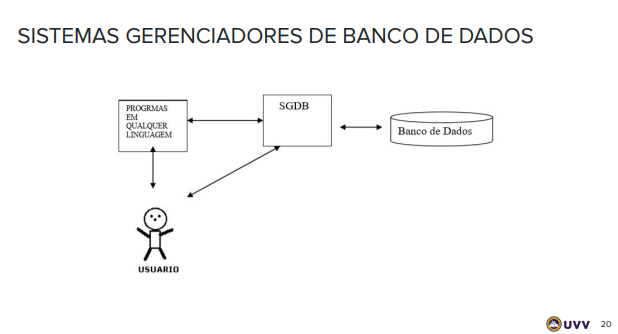 SISTEMAS GERENCIADORES DE BANCO DE DADOS
PROGRMAS
EM
QUALQUER
LINGUAGEM
SGDB
Banco de Dados
USUARIO
UVV 20